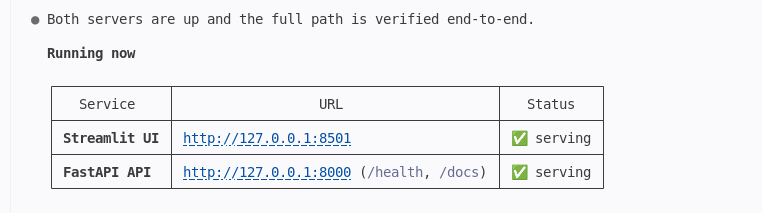 ● Both servers are up and the full path is verified end-to-end.
Running now
Service URL Status
Streamlit UI http://127.0.0.1:8501 ✅ serving
FastAPI API http://127.0.0.1:8000 (/health, /docs) ✅ serving